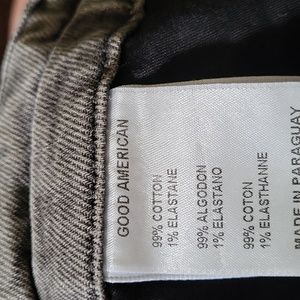 GOOD AMERICAN
99% COTTON
1% ELASTANE
99% ALGODON
1% ELASTANO
99% COTON
1% ELASTHANNE
MADE IN PARAGUAY